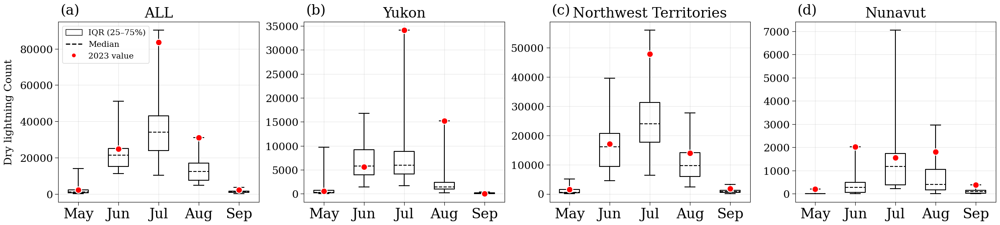 (a) ALL
Dry lightning Count
80000
60000
40000
20000
0
IQR (25–75%)
Median
2023 value
May Jun Jul Aug Sep
(b) Yukon
35000
30000
25000
20000
15000
10000
5000
0
May Jun Jul Aug Sep
(c) Northwest Territories
50000
40000
30000
20000
10000
0
May Jun Jul Aug Sep
(d) Nunavut
7000
6000
5000
4000
3000
2000
1000
0
May Jun Jul Aug Sep